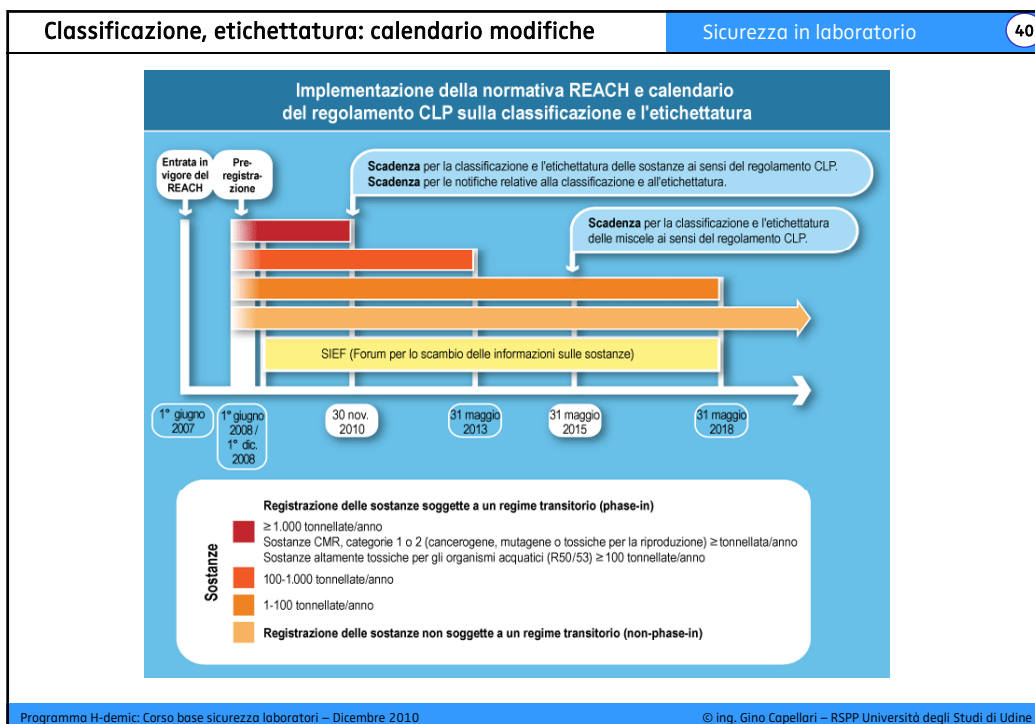 Classificazione, etichettatura: calendario modifiche
Sicurezza in laboratorio
40
Implementazione della normativa REACH e calendario
del regolamento CLP sulla classificazione e l'etichettatura
Entrata in
vigore del
REACH
Pre-
registra-
zione
Scadenza per la classificazione e l'etichettatura delle sostanze ai sensi del regolamento CLP.
Scadenza per le notifiche relative alla classificazione e all'etichettatura.
Scadenza per la classificazione e l'etichettatura
delle miscele ai sensi del regolamento CLP.
SIEF (Forum per lo scambio delle informazioni sulle sostanze)
1° giugno
2007
1° giugno
2008 /
1° dic.
2008
30 nov.
2010
31 maggio
2013
31 maggio
2015
31 maggio
2018
Sostanze
Registrazione delle sostanze soggette a un regime transitorio (phase-in)
≥ 1.000 tonnellate/anno
Sostanze CMR, categorie 1 o 2 (cancerogene, mutagene o tossiche per la riproduzione) ≥ tonnellata/anno
Sostanze altamente tossiche per gli organismi acquatici (R50/53) ≥ 100 tonnellate/anno
100-1.000 tonnellate/anno
1-100 tonnellate/anno
Registrazione delle sostanze non soggette a un regime transitorio (non-phase-in)
Programma H-demic: Corso base sicurezza laboratori – Dicembre 2010
© ing. Gino Capellari – RSPP Università degli Studi di Udine